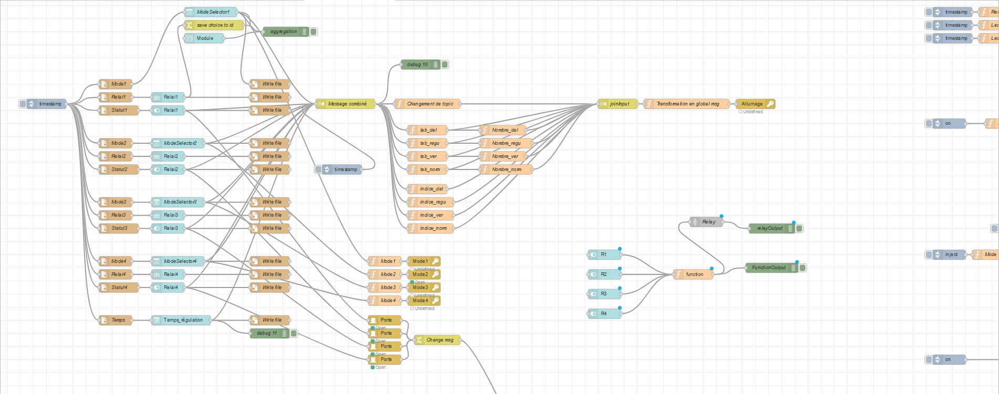 ModeSelector1
timestamp
Rec
save choice to id
aggregation
timestamp
Lec
Module
timestamp
Lec
debug 10
Mode1
Write file
Relai1
Relai1
Write file
timestamp
Message combiné
Changement de topic
joinInput
Transformation en global msg
Allumage
Statut1
Relai1
Write file
Undefined
on
tab_del
Nombre_del
Mode2
ModeSelector2
Write file
tab_regu
Nombre_regu
Relai2
Relai2
Write file
tab_ver
Nombre_ver
Statut2
Relai2
Write file
timestamp
tab_norm
Nombre_norm
indice_del
Mode3
ModeSelector3
Write file
indice_regu
Relai3
Relai3
Write file
indice_ver
Relay
Statut3
Relai3
Write file
indice_norm
relayOutput
R1
inject
Mode
Mode4
ModeSelector4
Write file
Mode1
Mode1
Undefined
FunctionOutput
Relai4
Relai4
Write file
Mode2
Mode2
Open
R2
function
Statut4
Relai4
Write file
Mode3
Mode3
Undefined
R3
Mode4
Mode4
Undefined
R4
Temps
Temps_régulation
Write file
Porte
Open
debug 11
Porte
Open
Change msg
Porte
Open
Porte
Open
on